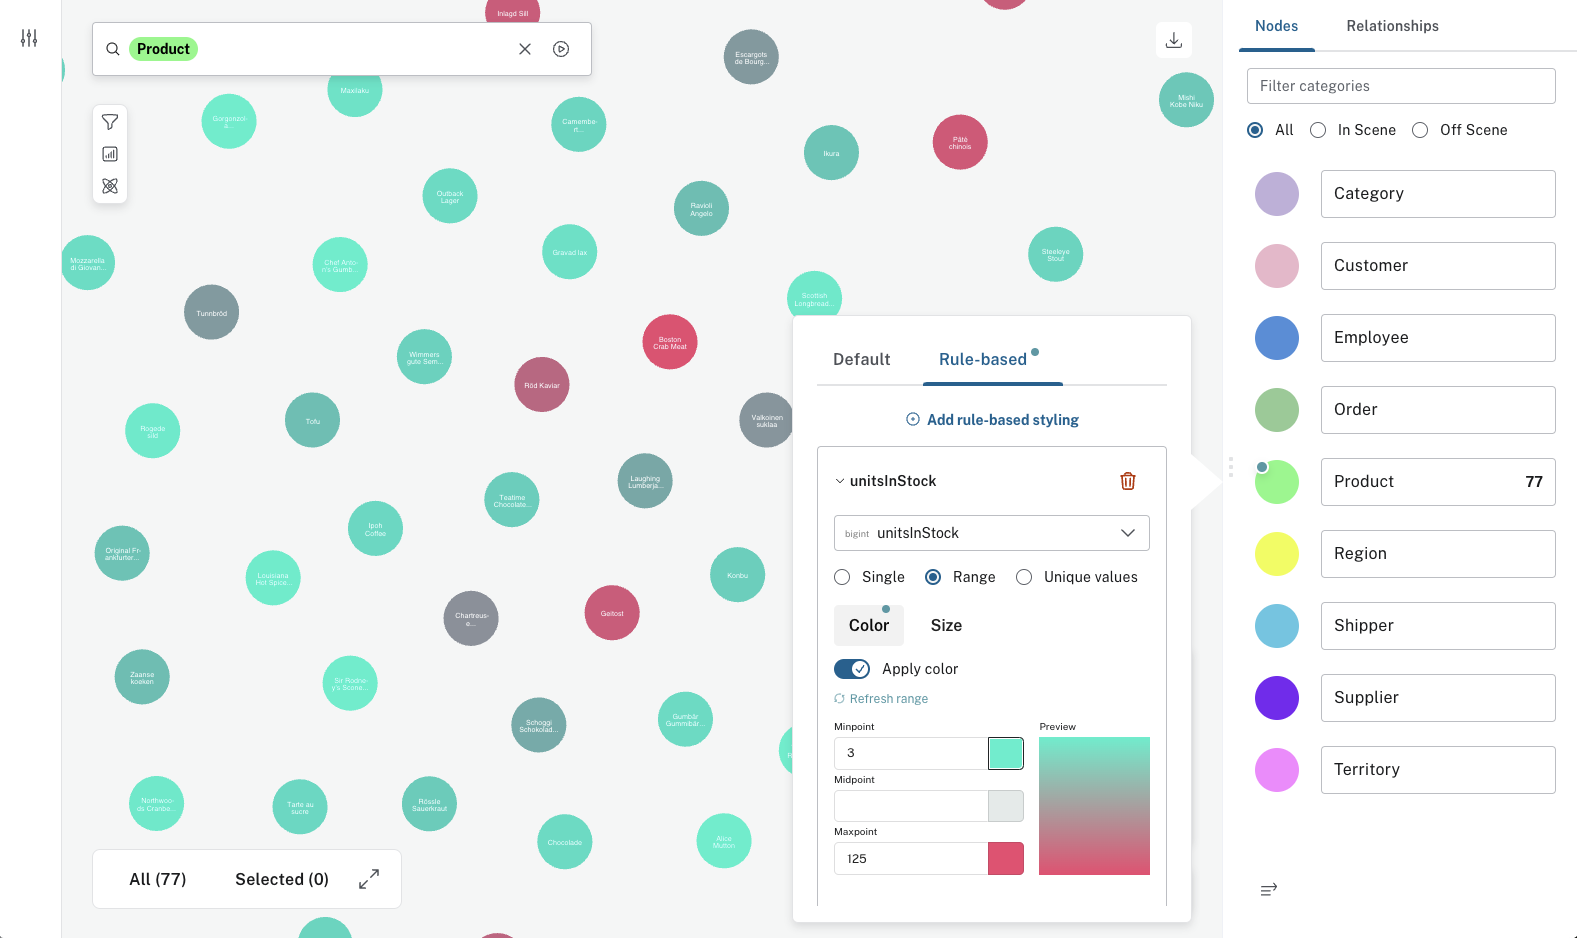 Product
Inlagd Sill
Escargots
de Bourg...
Maxilaku
Gorgonzol-
a...
Camembe-
rt...
Mishi
Kobe Niku
Ikura
Pâté
chinois
Outback
Lager
Ravioli
Angelo
Mozzarella
di Giovan...
Chef Anto-
n's Gumb...
Gravad lax
Steeleye
Stout
Scottish
Longbread...
Tunnbröd
Wimmers
gute Sem...
Boston
Crab Meat
Röd Kaviar
Valkoinen
suklaa
Rogede
sild
Tofu
Laughing
Lumberja...
Teatime
Chocolate...
Ipoh
Coffee
Original Fr-
ankfurter...
Louisiana
Hot Spice...
Konbu
Chartreus-
e...
Geitost
Zaanse
koeken
Sir Rodne-
y's Scone...
Schoggi
Schokolad...
Gumbär
Gummibär...
Northwoo-
ds Cranbe...
Tarte au
sucre
Rössle
Sauerkraut
Chocolade
Alice
Mutton
All (77)
Selected (0)
Default
Rule-based
Add rule-based styling
unitsInStock
bigint unitsInStock
Single
Range
Unique values
Color
Size
Apply color
Refresh range
Minpoint
3
Midpoint
Maxpoint
125
Preview
Nodes
Relationships
Filter categories
All
In Scene
Off Scene
Category
Customer
Employee
Order
Product 77
Region
Shipper
Supplier
Territory